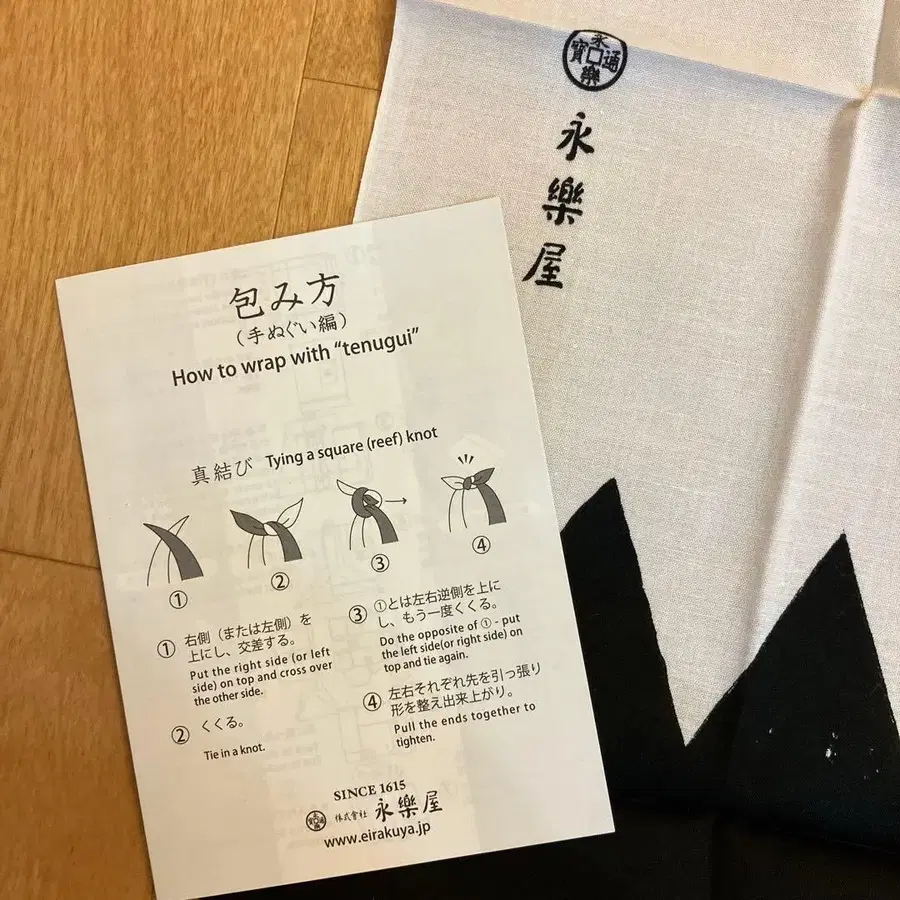 永樂通寳
永樂屋
包み方
（手ぬぐい編）
How to wrap with “tenugui”
真結び Tying a square (reef) knot
①
②
③
④
① 右側（または左側）を
上にし、交差する。
Put the right side (or left
side) on top and cross over
the other side.
② くくる。
Tie in a knot.
③ ①とは左右逆側を上に
し、もう一度くくる。
Do the opposite of ① - put
the left side(or right side) on
top and tie again.
④ 左右それぞれ先を引っ張り
形を整え出来上がり。
Pull the ends together to
tighten.
SINCE 1615
株式會社 永樂屋
www.eirakuya.jp